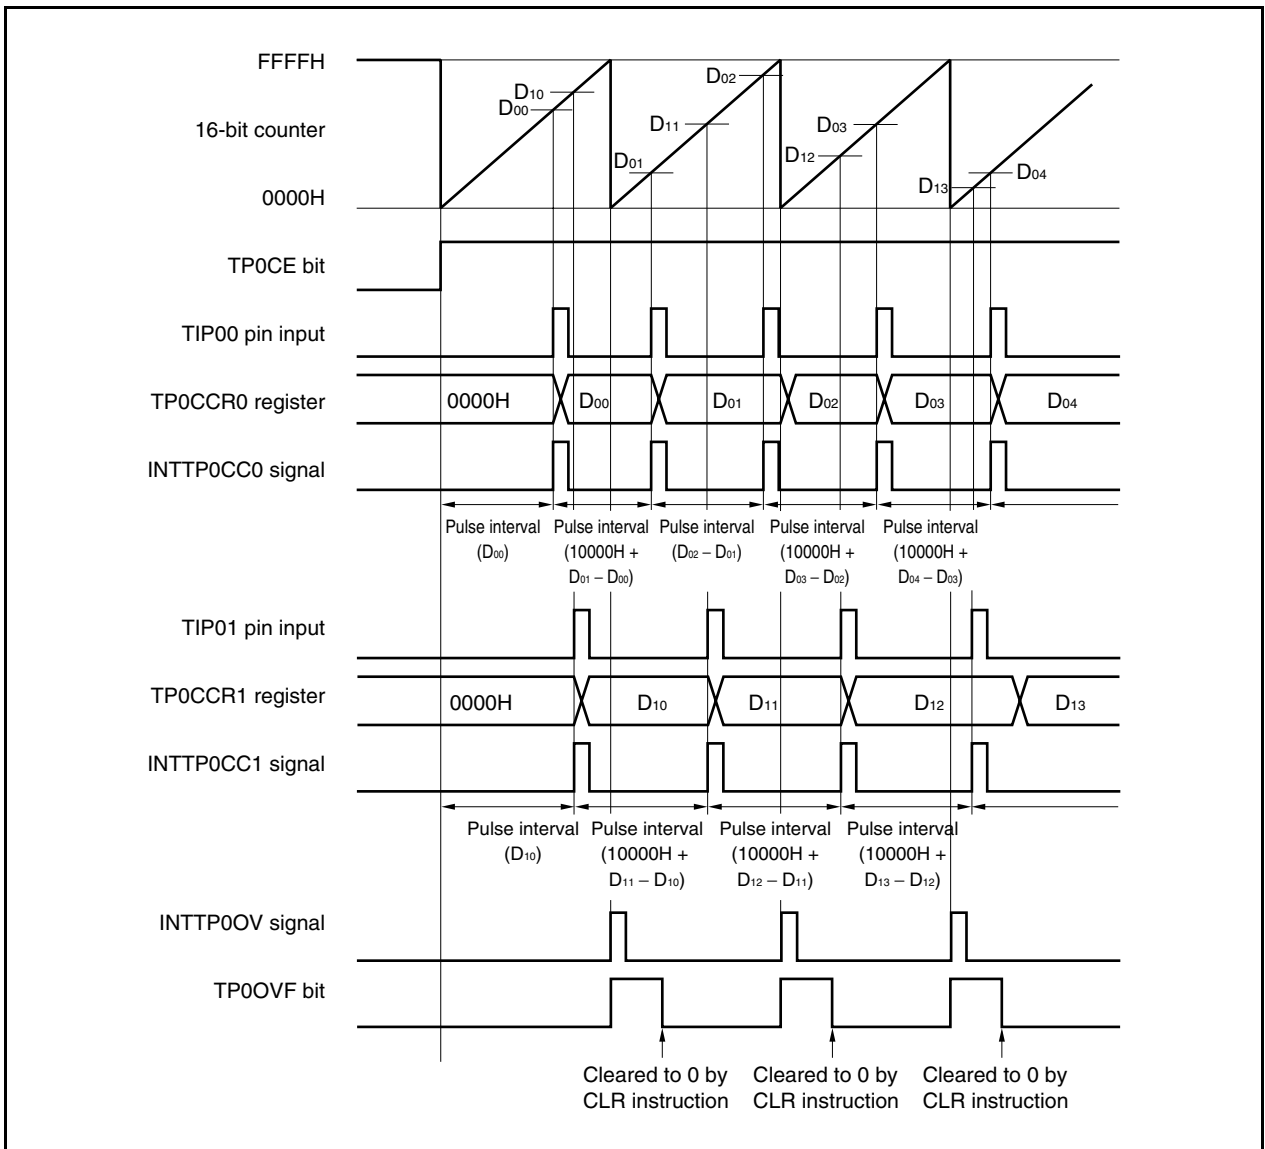 FFFFH
D02
D10
D00
16-bit counter
D11
D03
D12
D01
D13
D04
0000H
TP0CE bit
TIP00 pin input
TP0CCR0 register
0000H D00 D01 D02 D03 D04
INTTP0CC0 signal
Pulse interval Pulse interval Pulse interval Pulse interval Pulse interval
(D00) (10000H + (D02 – D01) (10000H + (10000H +
D01 – D00) D03 – D02) D04 – D03)
TIP01 pin input
TP0CCR1 register
0000H D10 D11 D12 D13
INTTP0CC1 signal
Pulse interval Pulse interval Pulse interval Pulse interval
(D10) (10000H + (10000H + (10000H +
D11 – D10) D12 – D11) D13 – D12)
INTTP0OV signal
TP0OVF bit
Cleared to 0 by Cleared to 0 by Cleared to 0 by
CLR instruction CLR instruction CLR instruction